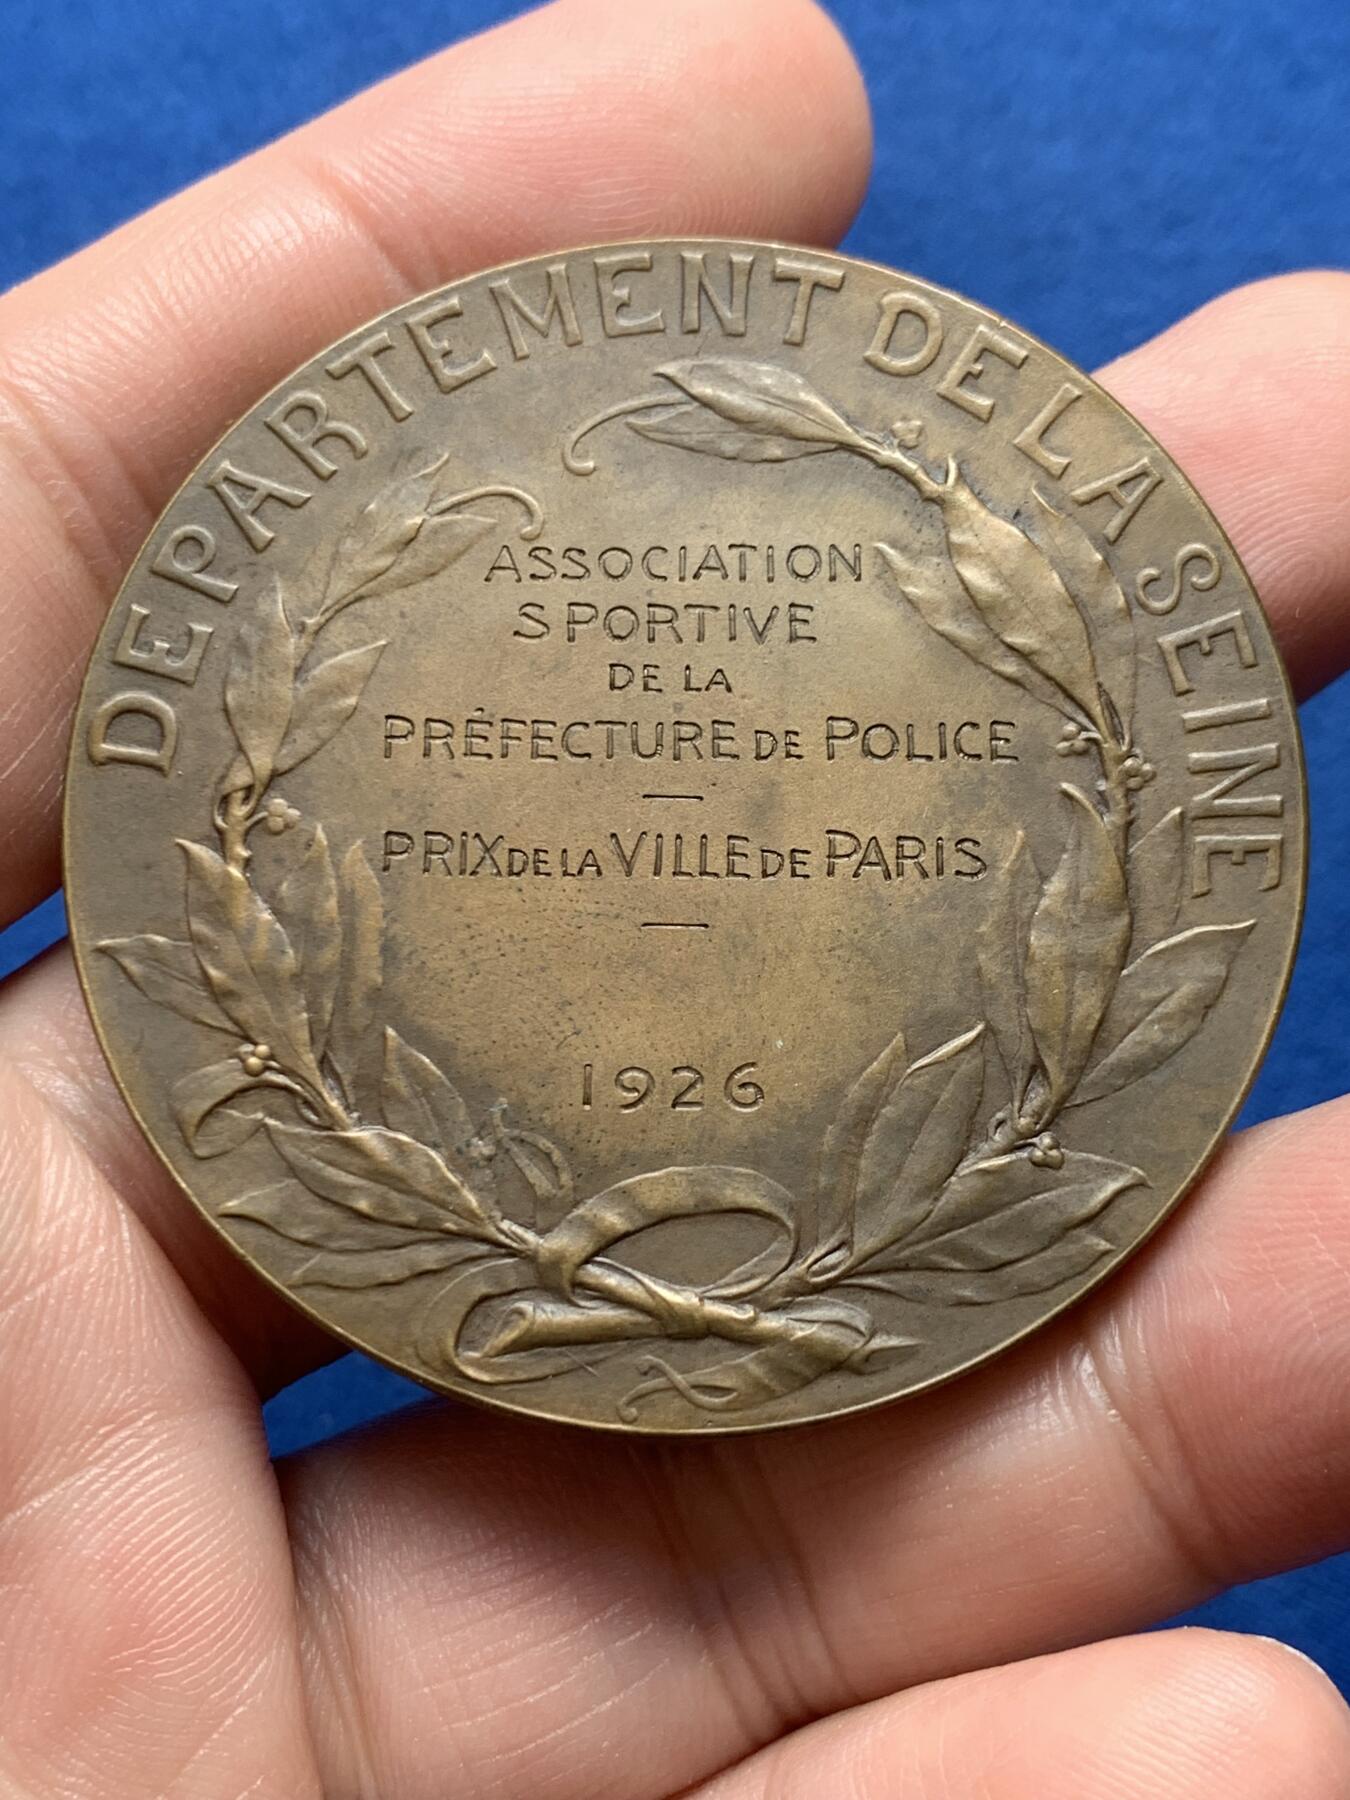 DEPARTEMENT DE LA SEINE
ASSOCIATION
SPORTIVE
DE LA
PRÉFECTURE DE POLICE
—
PRIX DE LA VILLE DE PARIS
—
1926